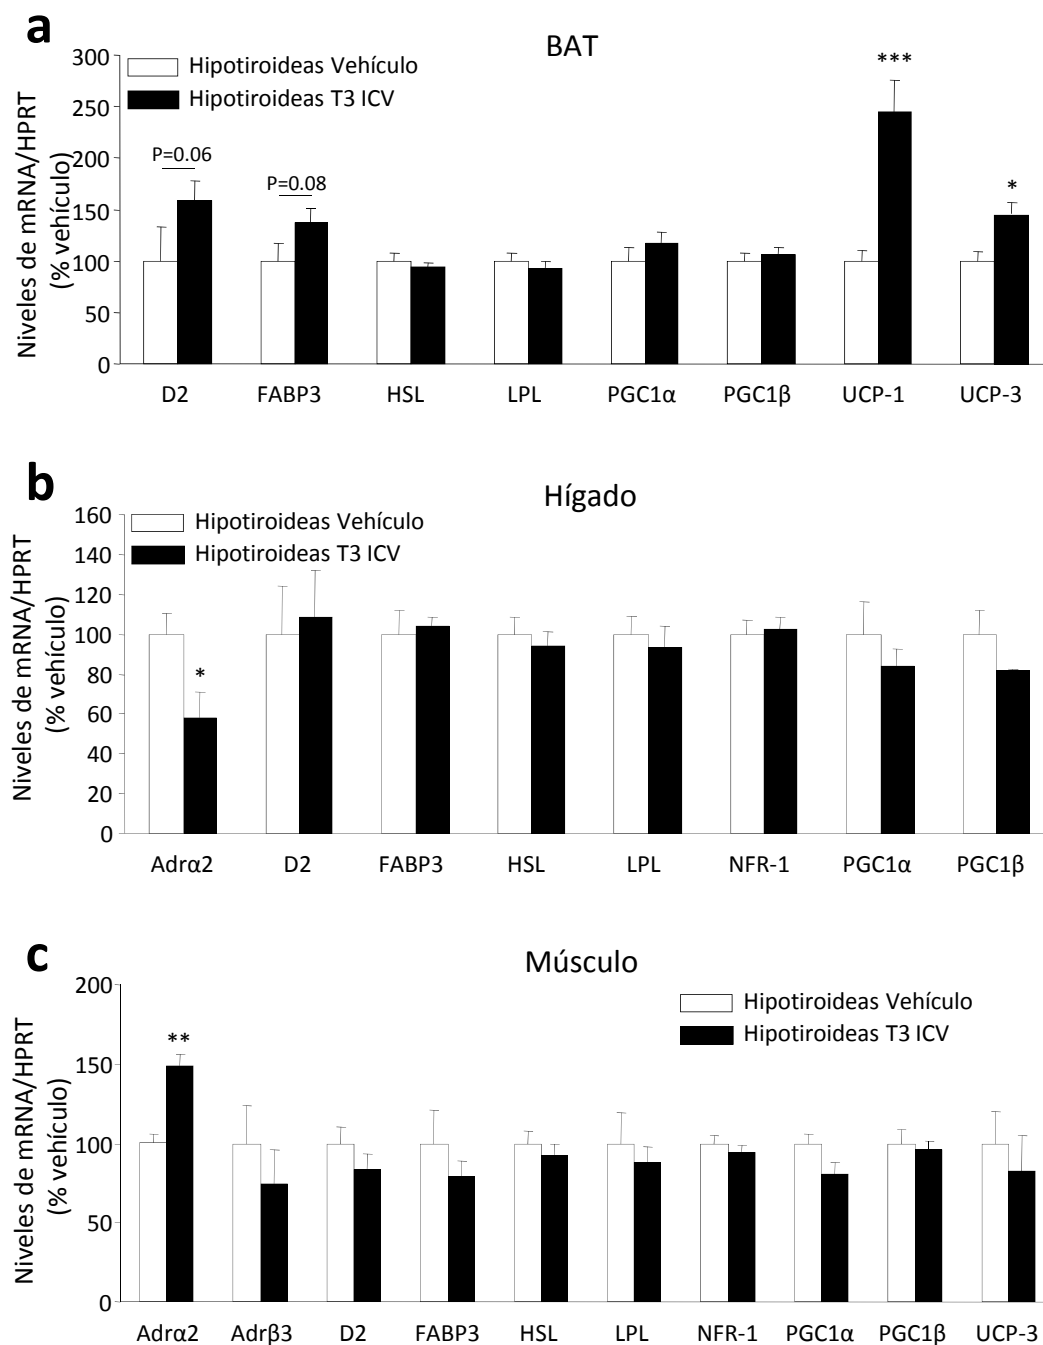 a
BAT
Niveles de mRNA/HPRT
(% vehículo)
300
250
200
150
100
50
0
Hipotiroideas Vehículo
Hipotiroideas T3 ICV
P=0.06
P=0.08
***
*
D2 FABP3 HSL LPL PGC1α PGC1β UCP-1 UCP-3
b
Hígado
Niveles de mRNA/HPRT
(% vehículo)
160
140
120
100
80
60
40
20
0
Hipotiroideas Vehículo
Hipotiroideas T3 ICV
*
Adrα2 D2 FABP3 HSL LPL NFR-1 PGC1α PGC1β
c
Músculo
Niveles de mRNA/HPRT
(% vehículo)
200
150
100
50
0
Hipotiroideas Vehículo
Hipotiroideas T3 ICV
**
Adrα2 Adrβ3 D2 FABP3 HSL LPL NFR-1 PGC1α PGC1β UCP-3